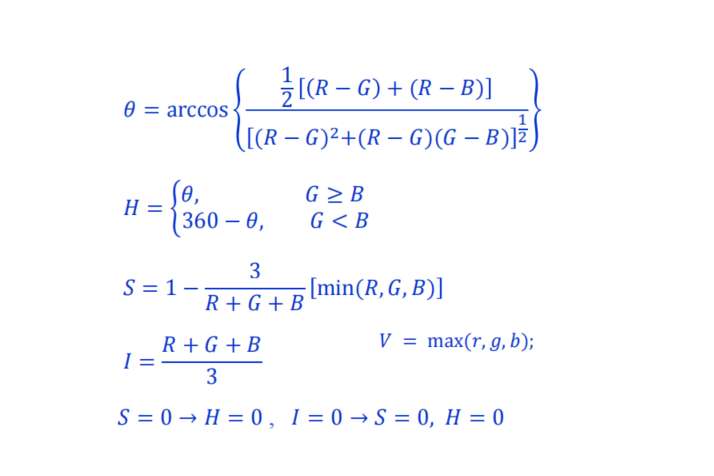 θ = arccos { ½[(R − G) + (R − B)] / [(R − G)²+(R − G)(G − B)]^½ }
H = { θ, G ≥ B
360 − θ, G < B
S = 1 − 3 / (R + G + B) [min(R, G, B)]
I = (R + G + B) / 3 V = max(r, g, b);
S = 0 → H = 0 , I = 0 → S = 0, H = 0